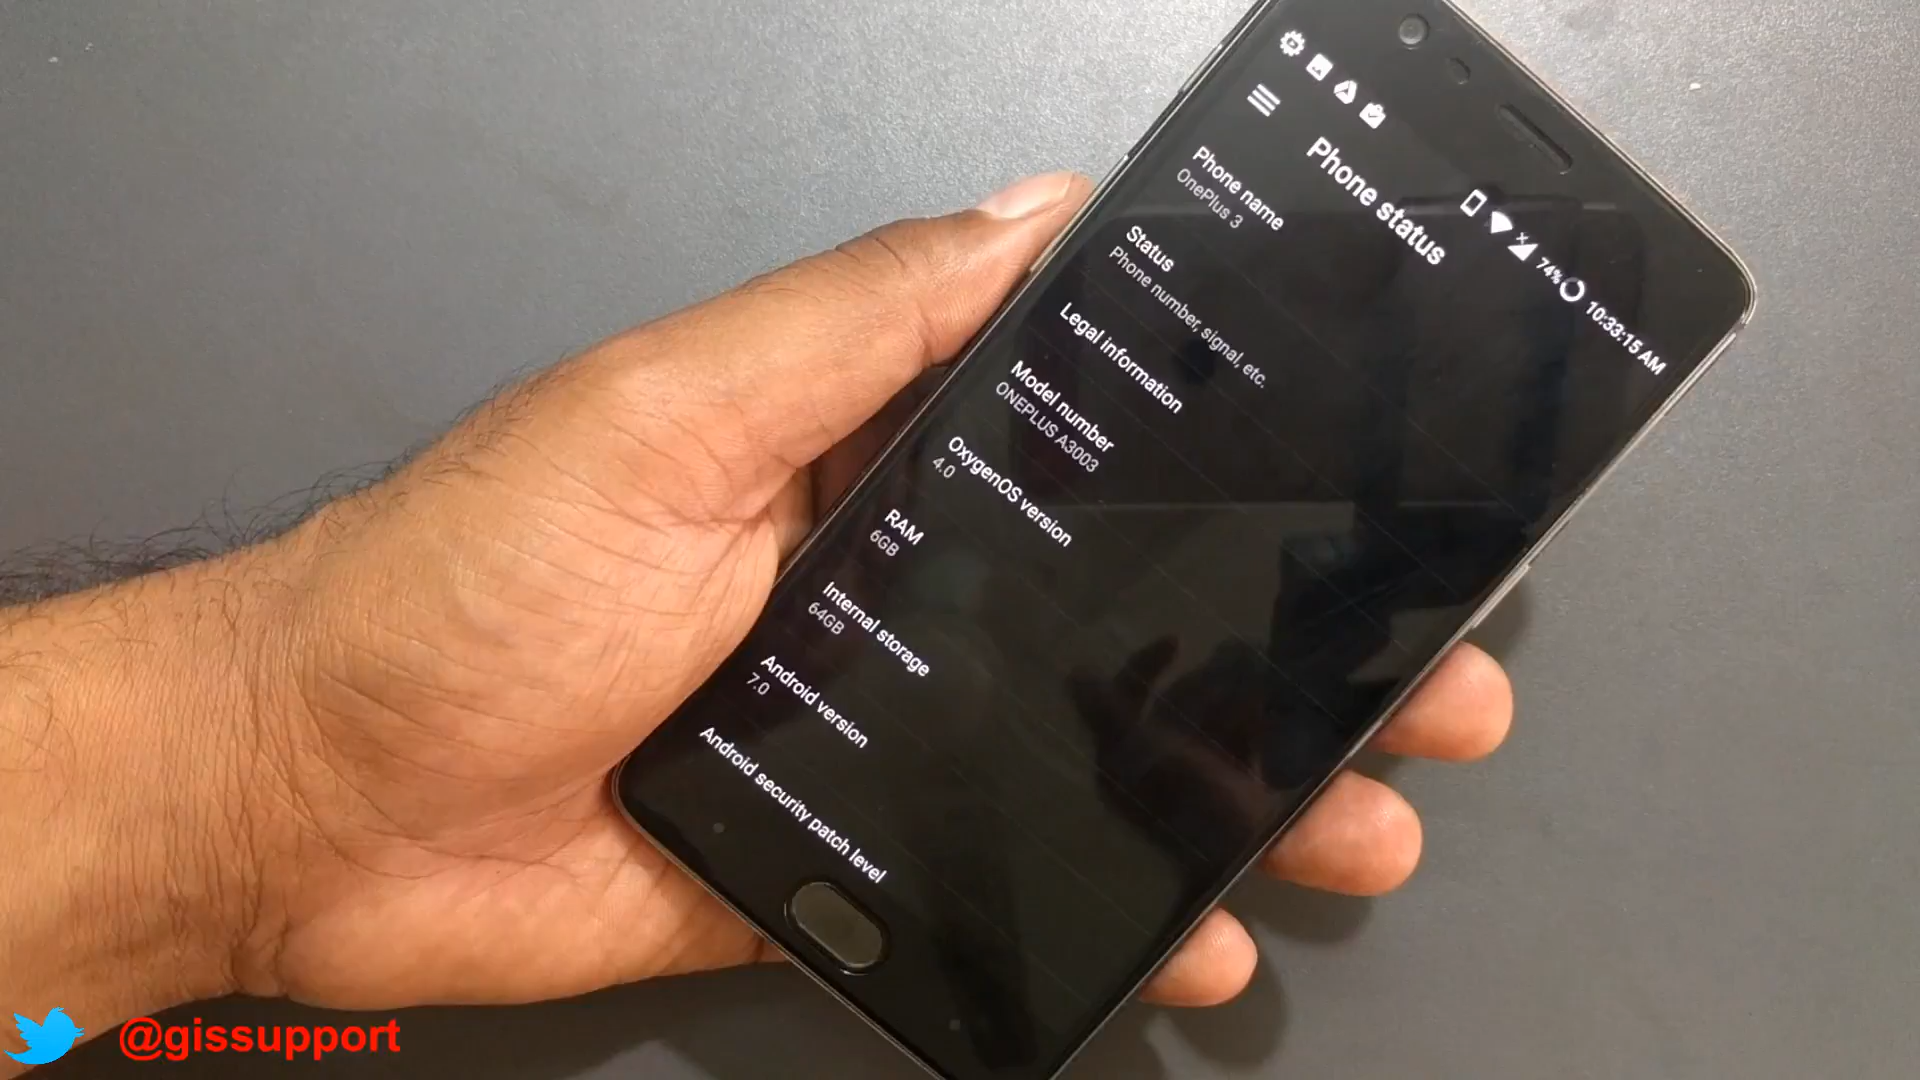 74% 10:33:15 AM
Phone status
Phone name
OnePlus 3
Status
Phone number, signal, etc.
Legal information
Model number
ONEPLUS A3003
OxygenOS version
4.0
RAM
6GB
Internal storage
64GB
Android version
7.0
Android security patch level
@gissupport